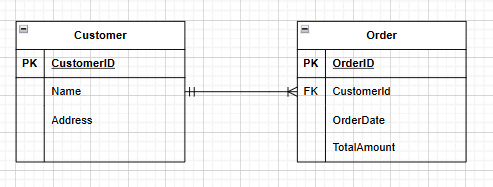 Customer
PK CustomerID
Name
Address
Order
PK OrderID
FK CustomerId
OrderDate
TotalAmount